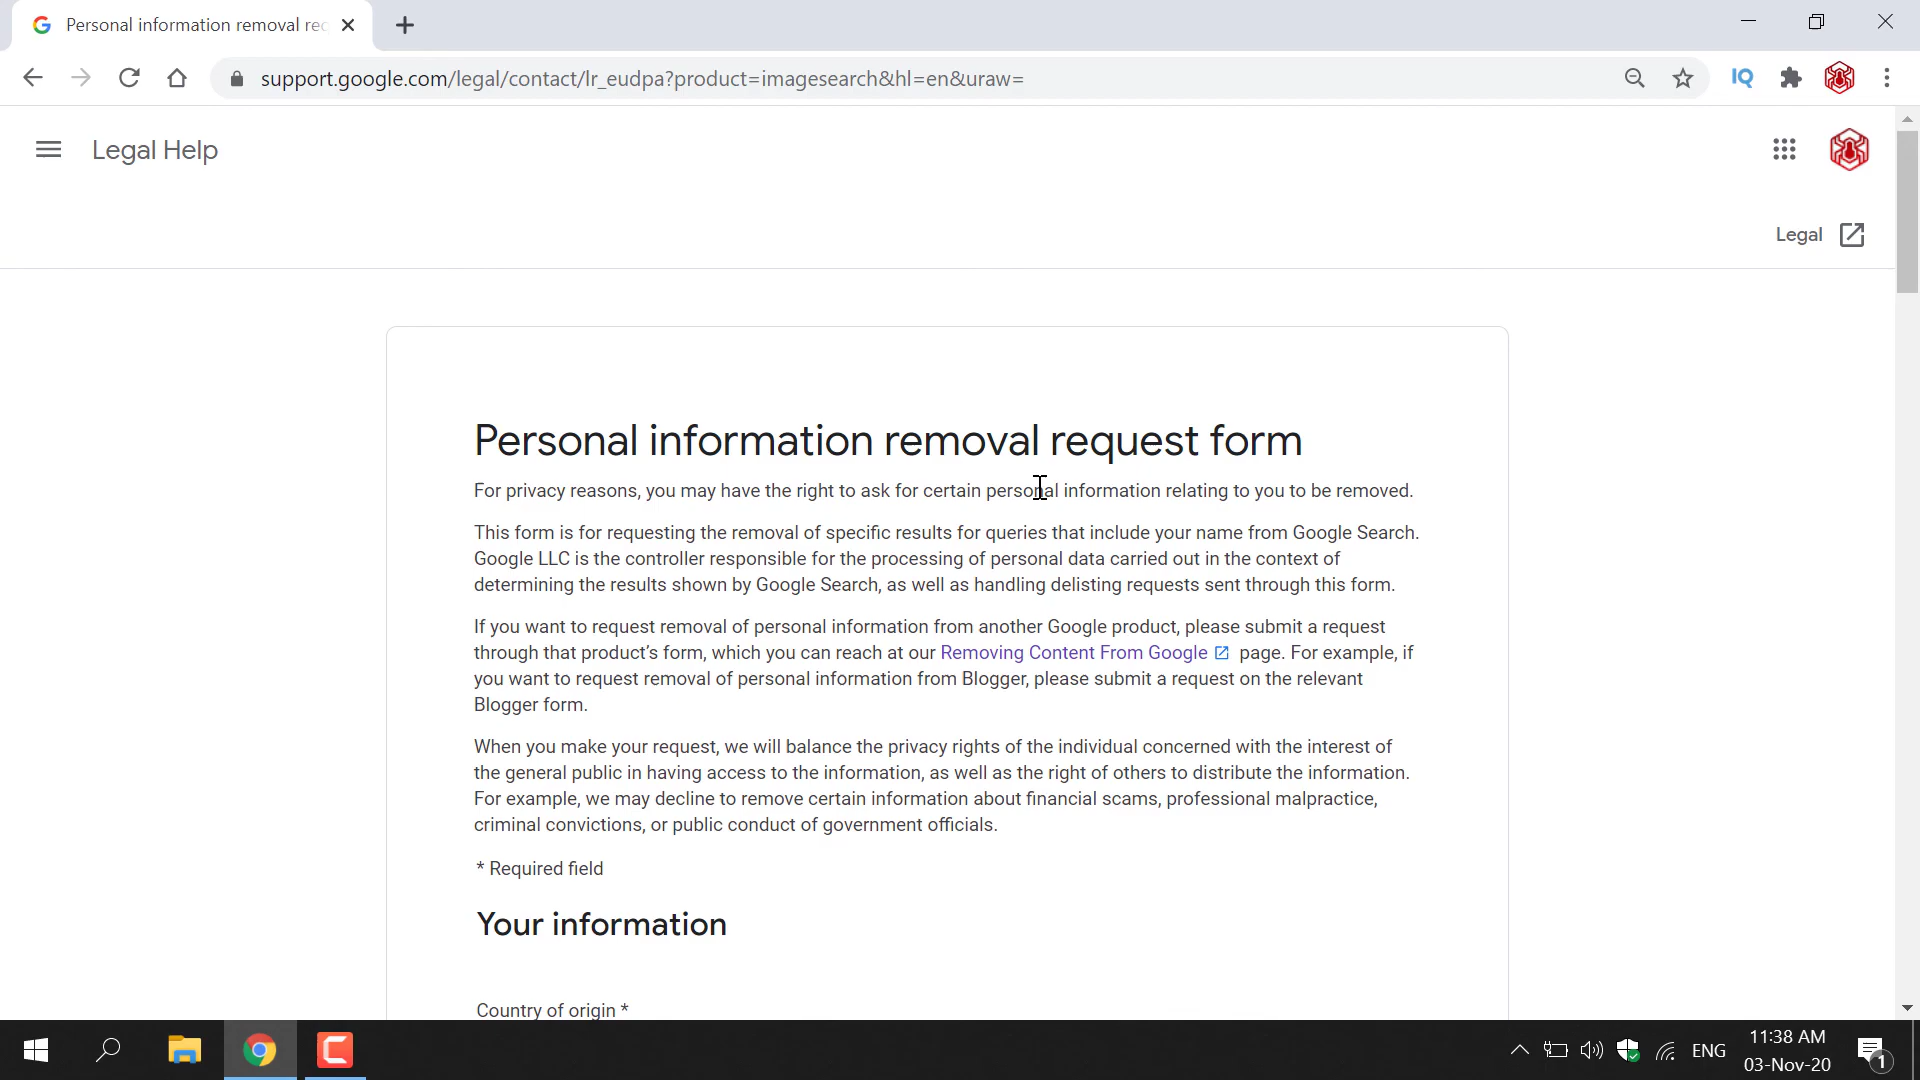 Personal information removal req
support.google.com/legal/contact/lr_eudpa?product=imagesearch&hl=en&uraw=
IQ
Legal Help
Legal
Personal information removal request form
For privacy reasons, you may have the right to ask for certain personal information relating to you to be removed.
This form is for requesting the removal of specific results for queries that include your name from Google Search.
Google LLC is the controller responsible for the processing of personal data carried out in the context of
determining the results shown by Google Search, as well as handling delisting requests sent through this form.
If you want to request removal of personal information from another Google product, please submit a request
through that product’s form, which you can reach at our Removing Content From Google page. For example, if
you want to request removal of personal information from Blogger, please submit a request on the relevant
Blogger form.
When you make your request, we will balance the privacy rights of the individual concerned with the interest of
the general public in having access to the information, as well as the right of others to distribute the information.
For example, we may decline to remove certain information about financial scams, professional malpractice,
criminal convictions, or public conduct of government officials.
* Required field
Your information
Country of origin *
ENG
11:38 AM
03-Nov-20
1